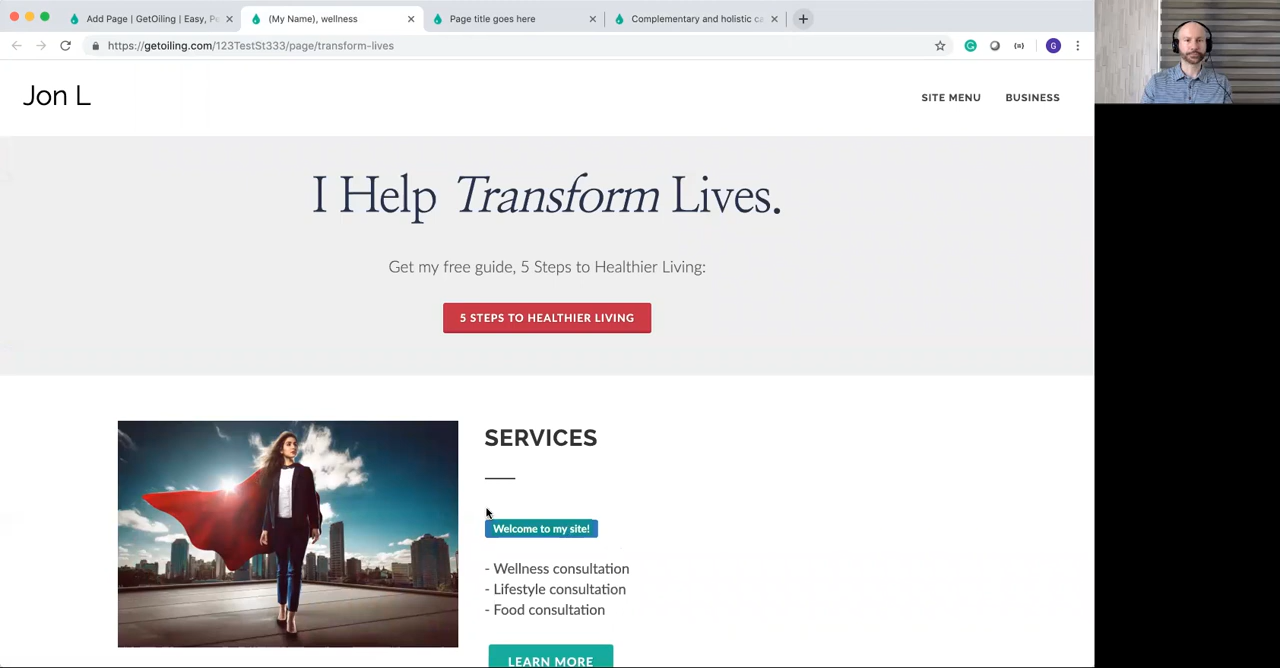 Add Page | GetOiling | Easy, Pe
(My Name), wellness
Page title goes here
Complementary and holistic ca
https://getoiling.com/123TestSt333/page/transform-lives
G
Jon L
SITE MENU
BUSINESS
I Help Transform Lives.
Get my free guide, 5 Steps to Healthier Living:
5 STEPS TO HEALTHIER LIVING
SERVICES
Welcome to my site!
- Wellness consultation
- Lifestyle consultation
- Food consultation
LEARN MORE